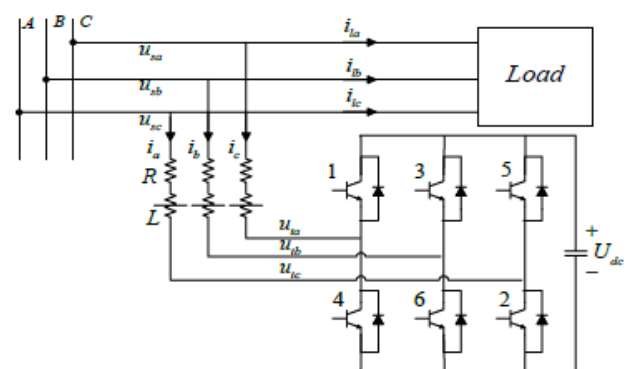 A B C
i_la
u_sa
i_lb
Load
u_sb
i_lc
u_sc
i_a i_b i_c
R
1 3 5
L
u_ta
u_tb
u_tc
+
U_dc
−
4 6 2